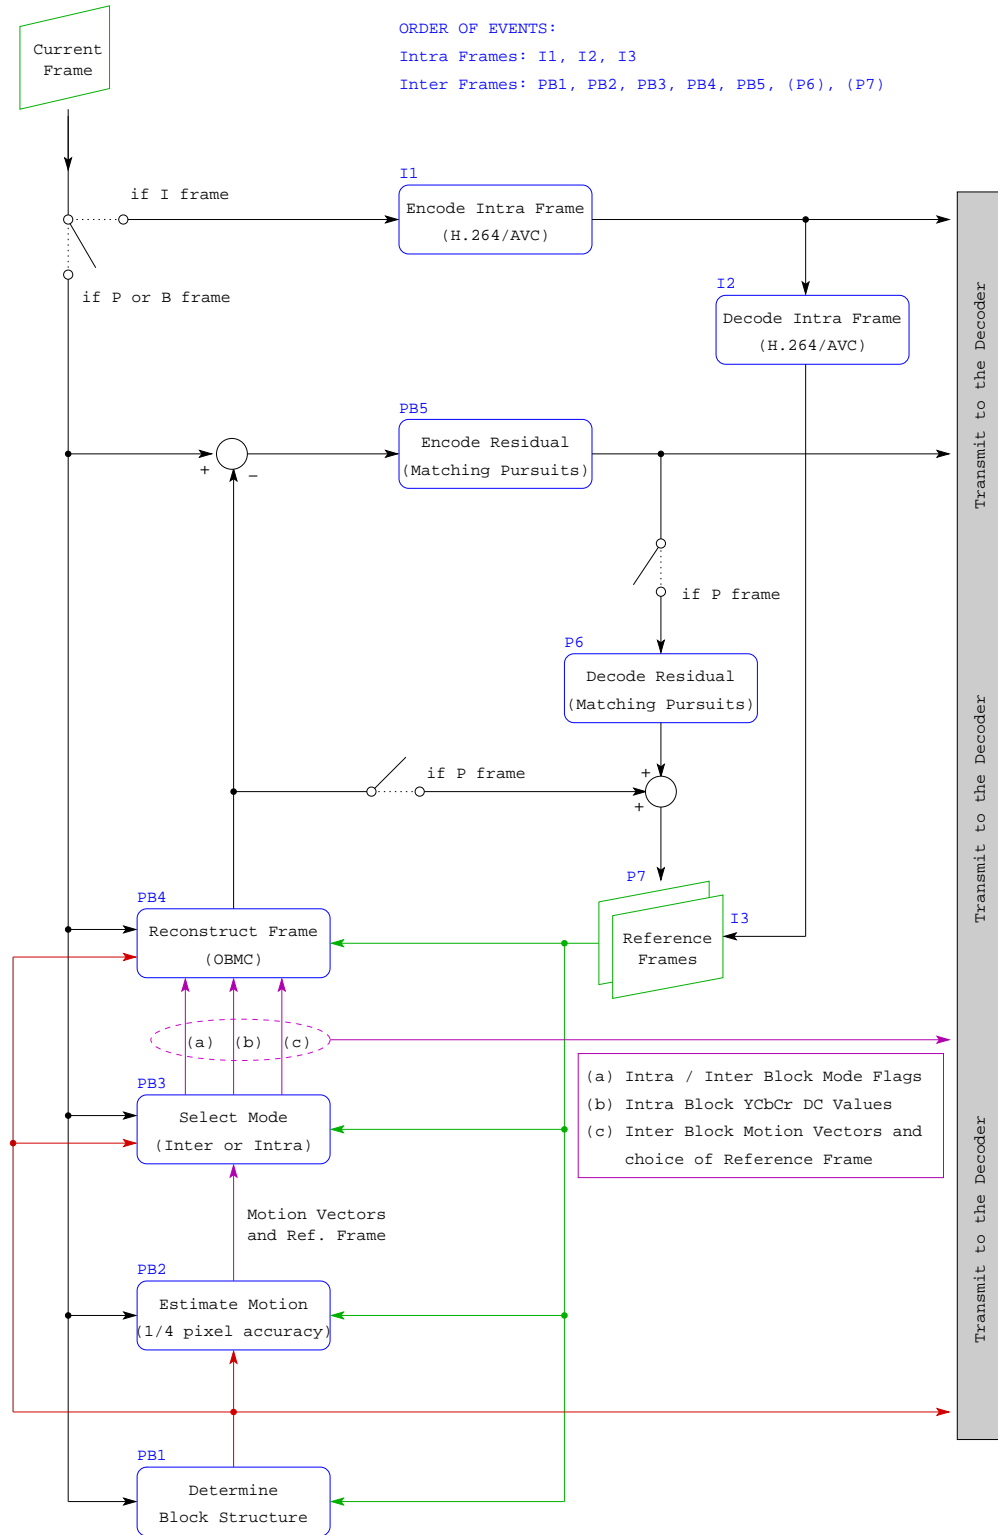 ORDER OF EVENTS:
Intra Frames: I1, I2, I3
Inter Frames: PB1, PB2, PB3, PB4, PB5, (P6), (P7)
Current
Frame
if I frame
I1
Encode Intra Frame
(H.264/AVC)
if P or B frame
I2
Decode Intra Frame
(H.264/AVC)
Transmit to the Decoder
PB5
Encode Residual
(Matching Pursuits)
+
−
if P frame
P6
Decode Residual
(Matching Pursuits)
if P frame
+
+
Transmit to the Decoder
P7
I3
Reference
Frames
PB4
Reconstruct Frame
(OBMC)
(a)
(b)
(c)
PB3
Select Mode
(Inter or Intra)
(a) Intra / Inter Block Mode Flags
(b) Intra Block YCbCr DC Values
(c) Inter Block Motion Vectors and
choice of Reference Frame
Transmit to the Decoder
Motion Vectors
and Ref. Frame
PB2
Estimate Motion
(1/4 pixel accuracy)
PB1
Determine
Block Structure